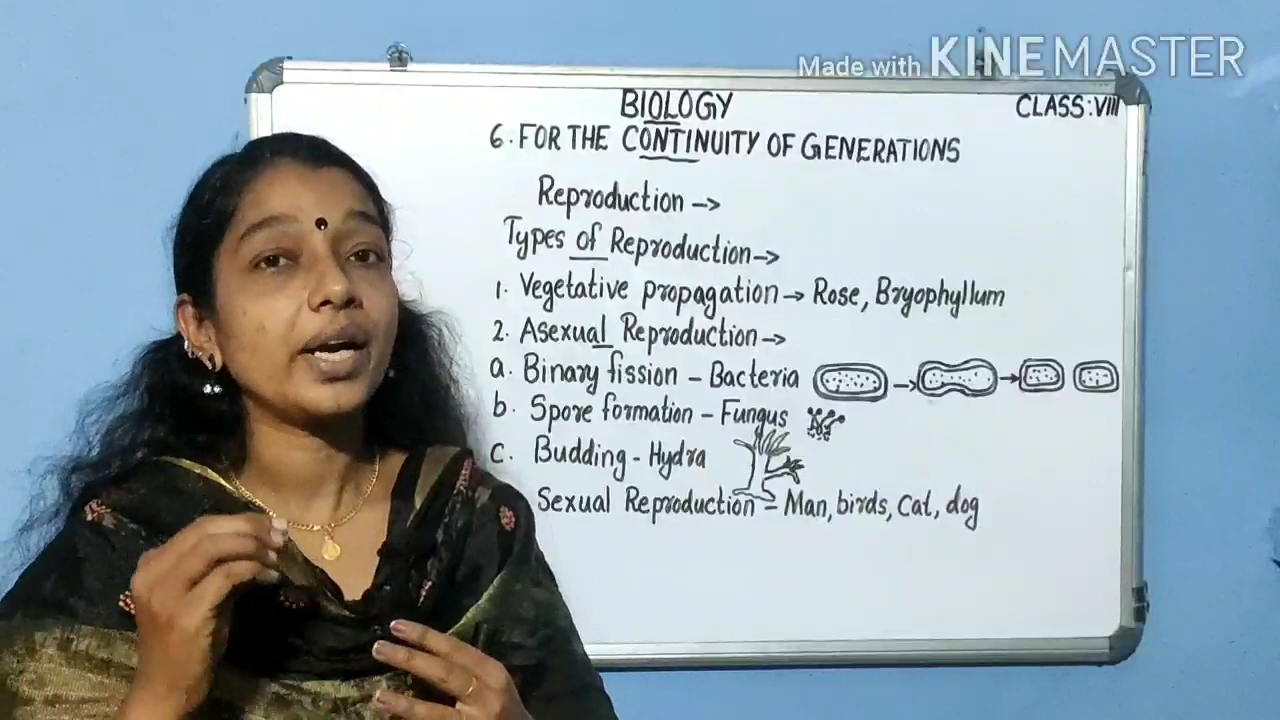 Made with KINEMASTER
BIOLOGY
CLASS:VIII
6. FOR THE CONTINUITY OF GENERATIONS
Reproduction →
Types of Reproduction →
1. Vegetative propagation → Rose, Bryophyllum
2. Asexual Reproduction →
a. Binary fission - Bacteria
b. Spore formation - Fungus
c. Budding - Hydra
Sexual Reproduction - Man, birds, Cat, dog